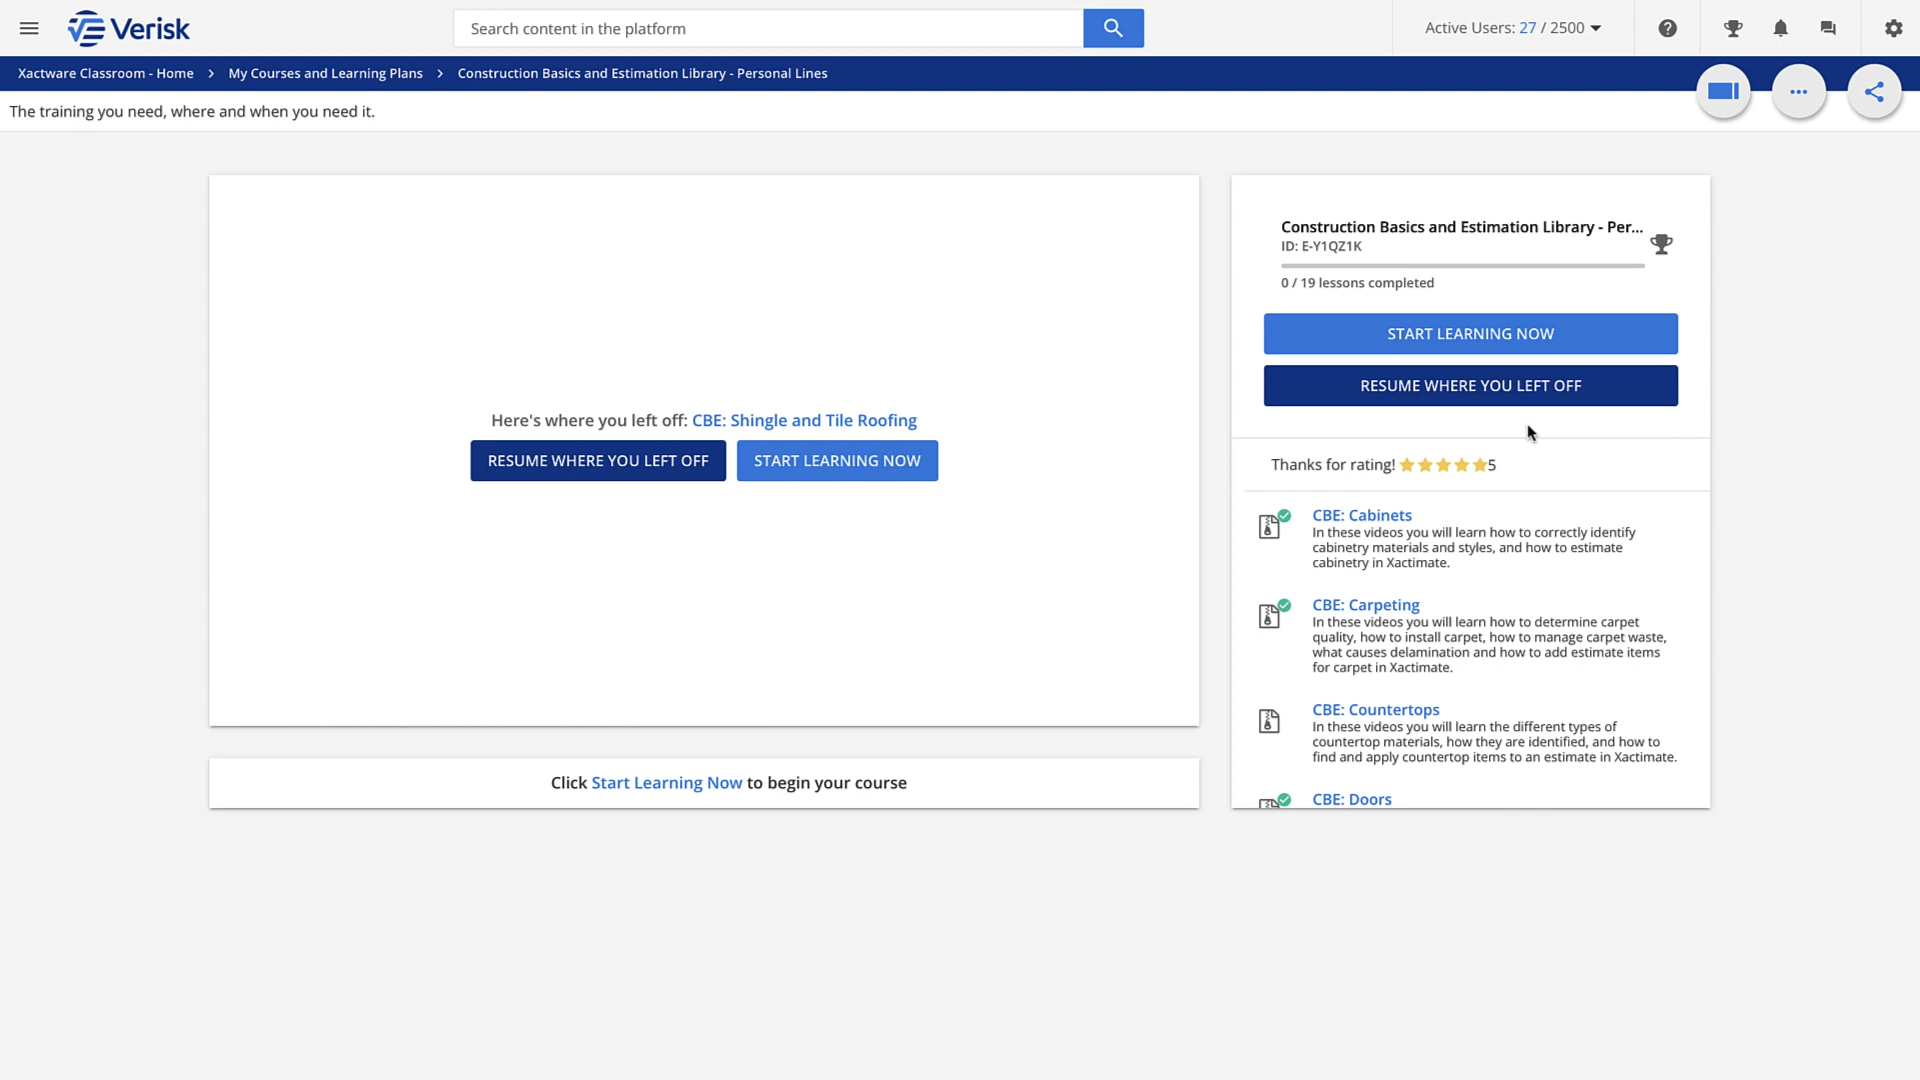 Verisk
Search content in the platform
Active Users: 27 / 2500
Xactware Classroom - Home > My Courses and Learning Plans > Construction Basics and Estimation Library - Personal Lines
The training you need, where and when you need it.
Here's where you left off: CBE: Shingle and Tile Roofing
RESUME WHERE YOU LEFT OFF
START LEARNING NOW
Click Start Learning Now to begin your course
Construction Basics and Estimation Library - Per...
ID: E-Y1QZ1K
0 / 19 lessons completed
START LEARNING NOW
RESUME WHERE YOU LEFT OFF
Thanks for rating! 5
CBE: Cabinets
In these videos you will learn how to correctly identify
cabinetry materials and styles, and how to estimate
cabinetry in Xactimate.
CBE: Carpeting
In these videos you will learn how to determine carpet
quality, how to install carpet, how to manage carpet waste,
what causes delamination and how to add estimate items
for carpet in Xactimate.
CBE: Countertops
In these videos you will learn the different types of
countertop materials, how they are identified, and how to
find and apply countertop items to an estimate in Xactimate.
CBE: Doors